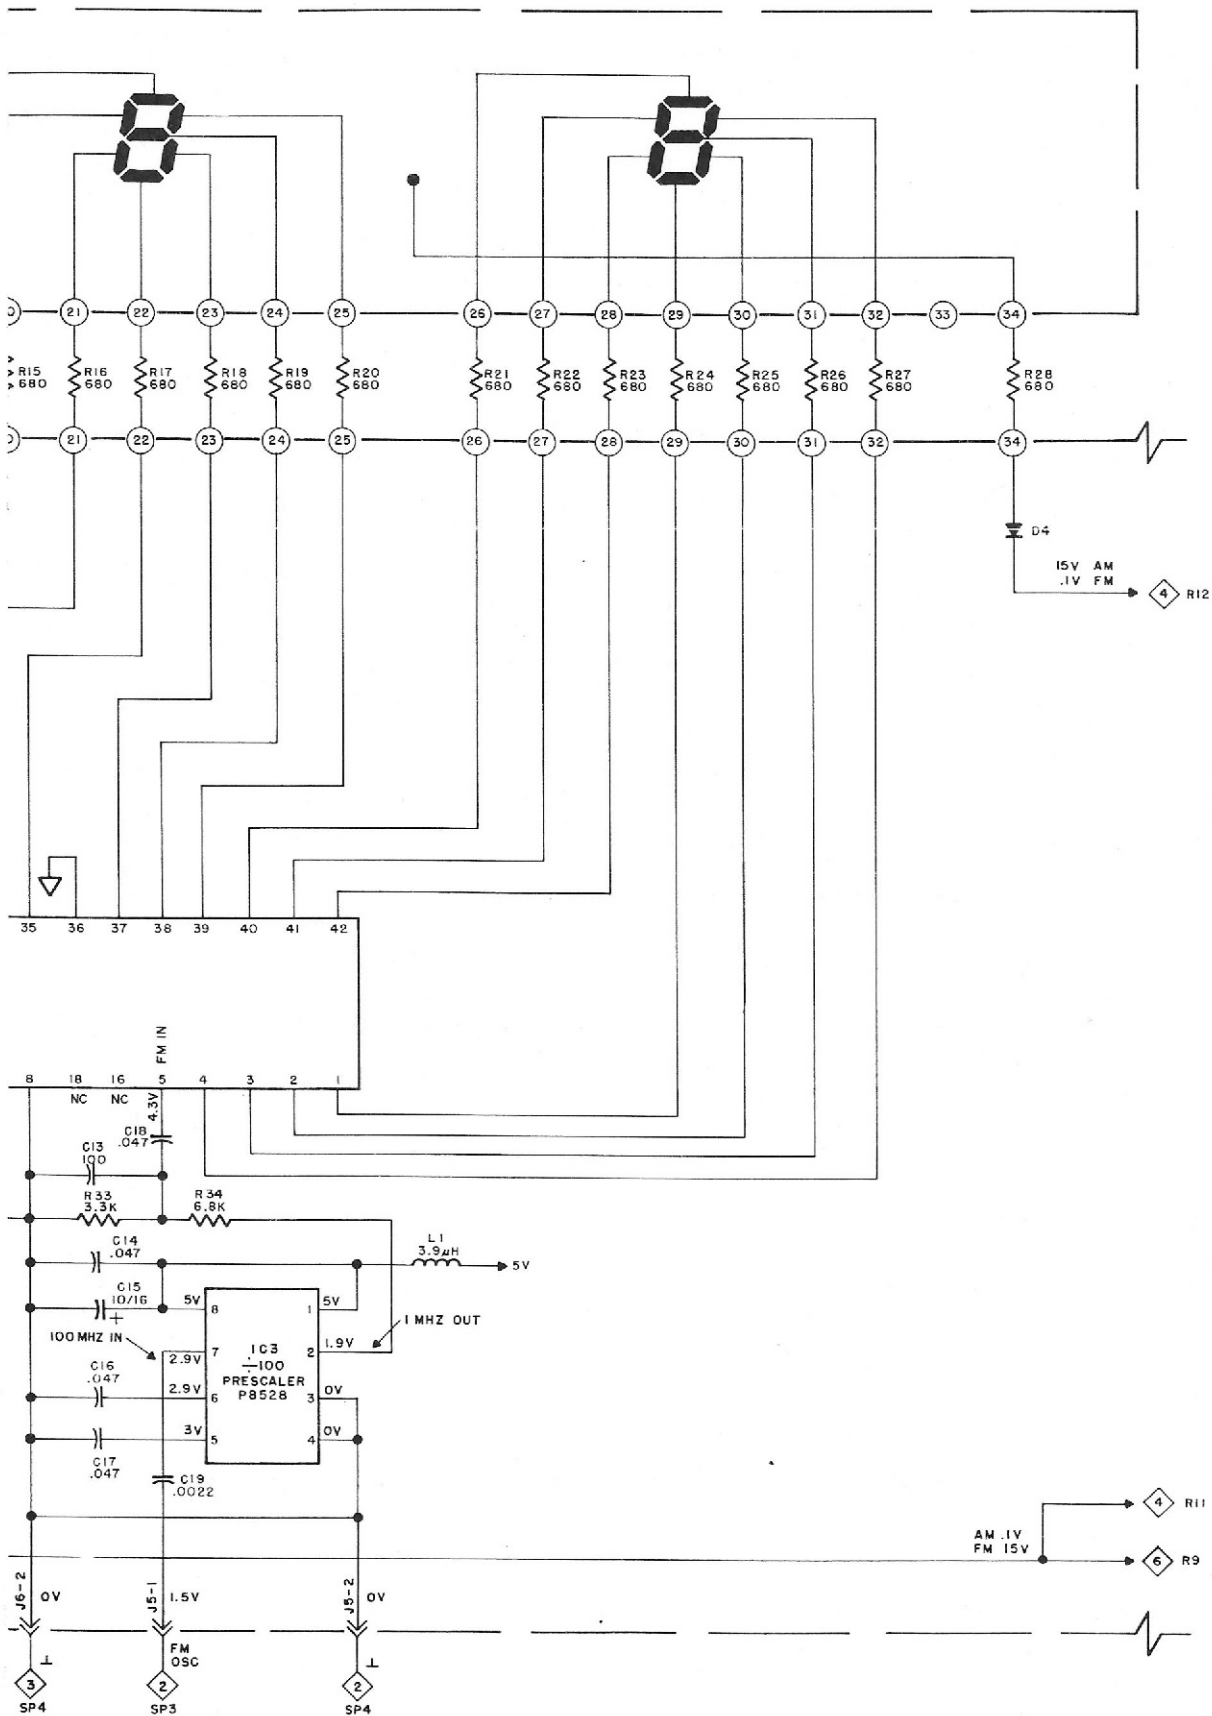 21 22 23 24 25 26 27 28 29 30 31 32 33 34
R15 680
R16 680
R17 680
R18 680
R19 680
R20 680
R21 680
R22 680
R23 680
R24 680
R25 680
R26 680
R27 680
R28 680
21 22 23 24 25 26 27 28 29 30 31 32 34
D4
15V AM
.1V FM
4 R12
35 36 37 38 39 40 41 42
FM IN
8 18 16 5 4 3 2 1
NC NC
4.3V
C18
.047
C13
100
R33
3.3K
R34
6.8K
C14
.047
L1
3.9µH
5V
C15
10/16
+
5V 8
1 5V
100MHZ IN
1 MHZ OUT
7
2.9V
IC3
÷100
PRESCALER
P8528
2 1.9V
C16
.047
2.9V 6
3 0V
3V 5
4 0V
C17
.047
C19
.0022
4 R11
AM .1V
FM 15V
6 R9
J6-2 0V
J5-1 1.5V
J5-2 0V
FM
OSC
3
SP4
2
SP3
2
SP4